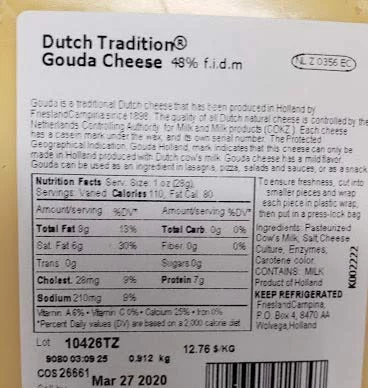 Dutch Tradition®
Gouda Cheese 48% f.i.d.m
NL Z 0356 EC
Gouda is a traditional Dutch cheese that has been produced in Holland by
FrieslandCampina since 1898. The quality of all Dutch natural cheese is controlled by the
Netherlands Controlling Authority for Milk and Milk products (COKZ). Each cheese
has a casein mark under the wax, and its own serial number. The Protected
Geographical Indication, Gouda Holland, mark indicates that this cheese can only be
made in Holland produced with Dutch cow's milk. Gouda cheese has a mild flavor.
Gouda can be used as an ingredient in lasagna, pizza, salads and sauces, or as a snack
Nutrition Facts Serv. Size: 1 oz (28g),
Servings: Varied Calories 110, Fat Cal. 80
Amount/serving %DV* Amount/serving %DV*
Total Fat 9g 13% Total Carb. 0g 0%
Sat. Fat 6g 30% Fiber 0g 0%
Trans. 0g Sugars 0g
Cholest. 28mg 9% Protein 7g
Sodium 210mg 9%
Vitamin A 6% • Vitamin C 0% • Calcium 25% • Iron 0%
*Percent Daily values (DV) are based on a 2,000 calorie diet
To ensure freshness, cut into
smaller pieces and wrap
each piece in plastic wrap,
then put in a press-lock bag
Ingredients: Pasteurized
Cow's Milk, Salt, Cheese
Culture, Enzymes,
Carotene color.
CONTAINS: MILK
Product of Holland
KEEP REFRIGERATED
FrieslandCampina,
P.O. Box 4, 8470 AA
Wolvega, Holland
K002222
Lot 10426TZ
9080 03:09 25 0.912 kg 12.76 $/KG
COS 26661 Mar 27 2020